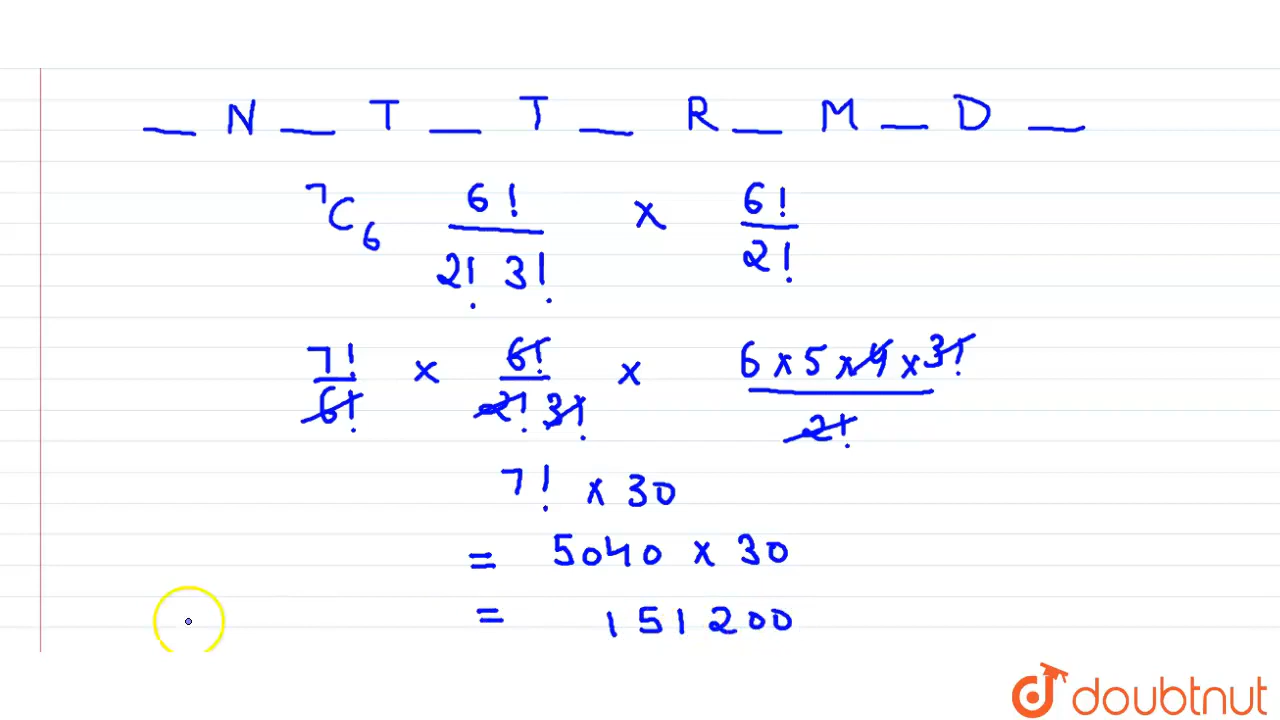 _ N _ T _ T _ R _ M _ D _
⁷C₆ 6!/2! 3! × 6!/2!
7!/6! × 6!/2! 3! × 6×5×4×3!/2!
7! × 30
= 5040 × 30
= 151200
doubtnut